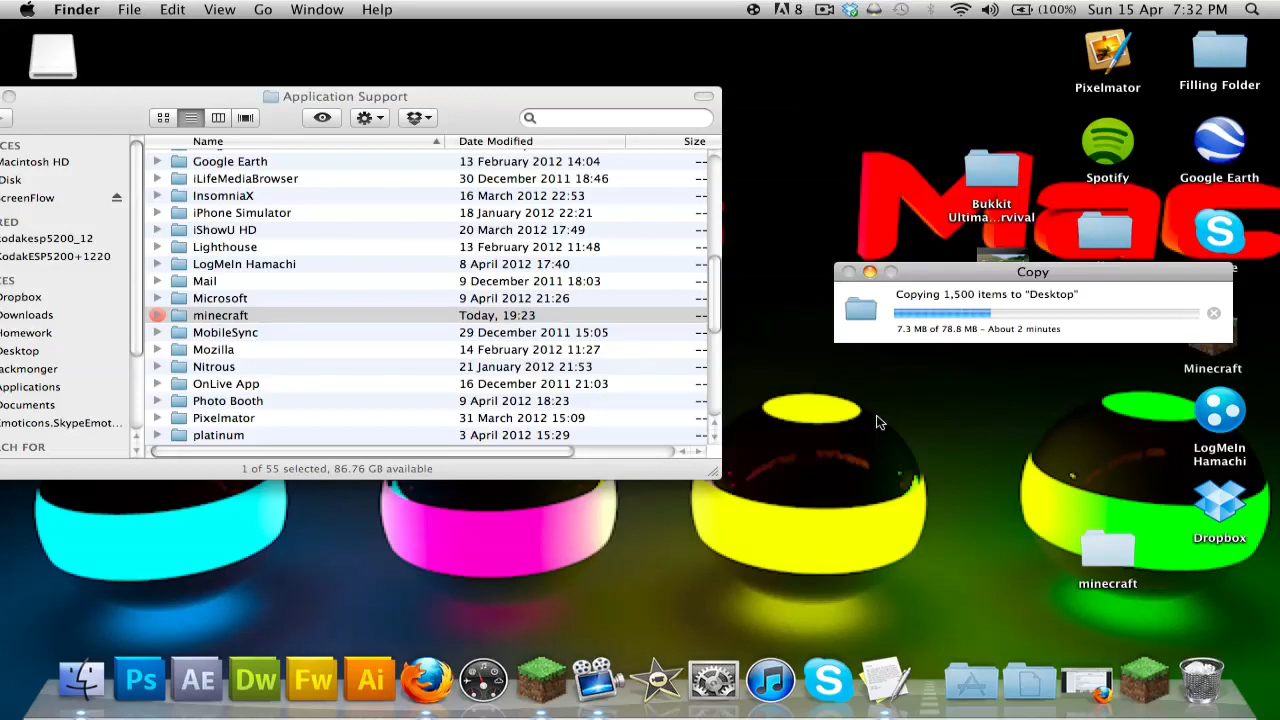 Finder File Edit View Go Window Help
8 (100%) Sun 15 Apr 7:32 PM
Application Support
Name Date Modified Size
Google Earth 13 February 2012 14:04
iLifeMediaBrowser 30 December 2011 18:46 --
InsomniaX 16 March 2012 22:53 --
iPhone Simulator 18 January 2012 22:21 --
iShowU HD 20 March 2012 17:49 --
Lighthouse 13 February 2012 11:48 --
LogMeIn Hamachi 8 April 2012 17:40 --
Mail 9 December 2011 18:03 --
Microsoft 9 April 2012 21:26 --
minecraft Today, 19:23 --
MobileSync 29 December 2011 15:05 --
Mozilla 14 February 2012 11:27 --
Nitrous 21 January 2012 21:53 --
OnLive App 16 December 2011 21:03 --
Photo Booth 9 April 2012 18:23 --
Pixelmator 31 March 2012 15:09 --
platinum 3 April 2012 15:29 --
1 of 55 selected, 86.76 GB available
CES
Macintosh HD
Disk
ScreenFlow
RED
kodakesp5200_12
KodakESP5200+1220
CES
Dropbox
Downloads
Homework
Desktop
ackmonger
Applications
Documents
Emoticons.SkypeEmot...
RCH FOR
Copy
Copying 1,500 items to "Desktop"
7.3 MB of 78.8 MB – About 2 minutes
Pixelmator
Filling Folder
Spotify
Google Earth
Bukkit
Ultima...rvival
Mac
Minecraft
LogMeIn
Hamachi
Dropbox
minecraft
Ps AE Dw Fw Ai